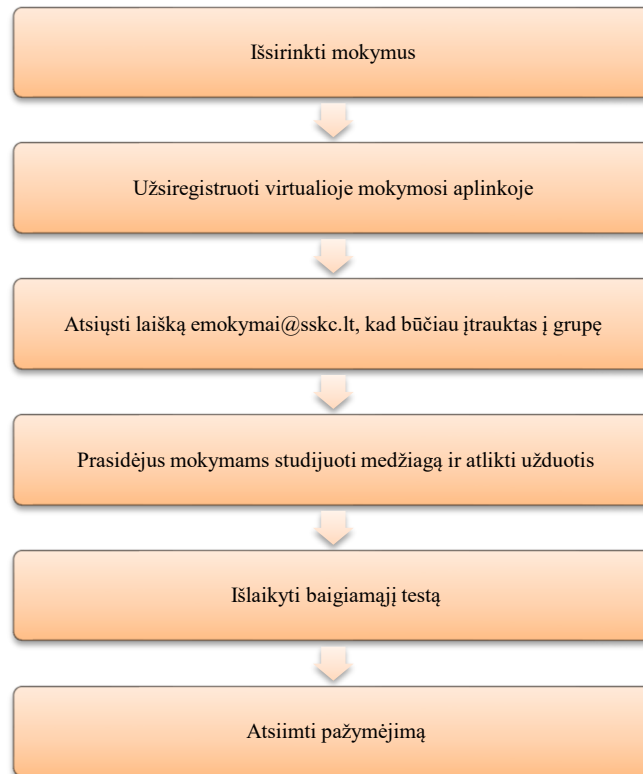 Išsirinkti mokymus
Užsiregistruoti virtualioje mokymosi aplinkoje
Atsiųsti laišką emokymai@sskc.lt, kad būčiau įtrauktas į grupę
Prasidėjus mokymams studijuoti medžiagą ir atlikti užduotis
Išlaikyti baigiamąjį testą
Atsiimti pažymėjimą